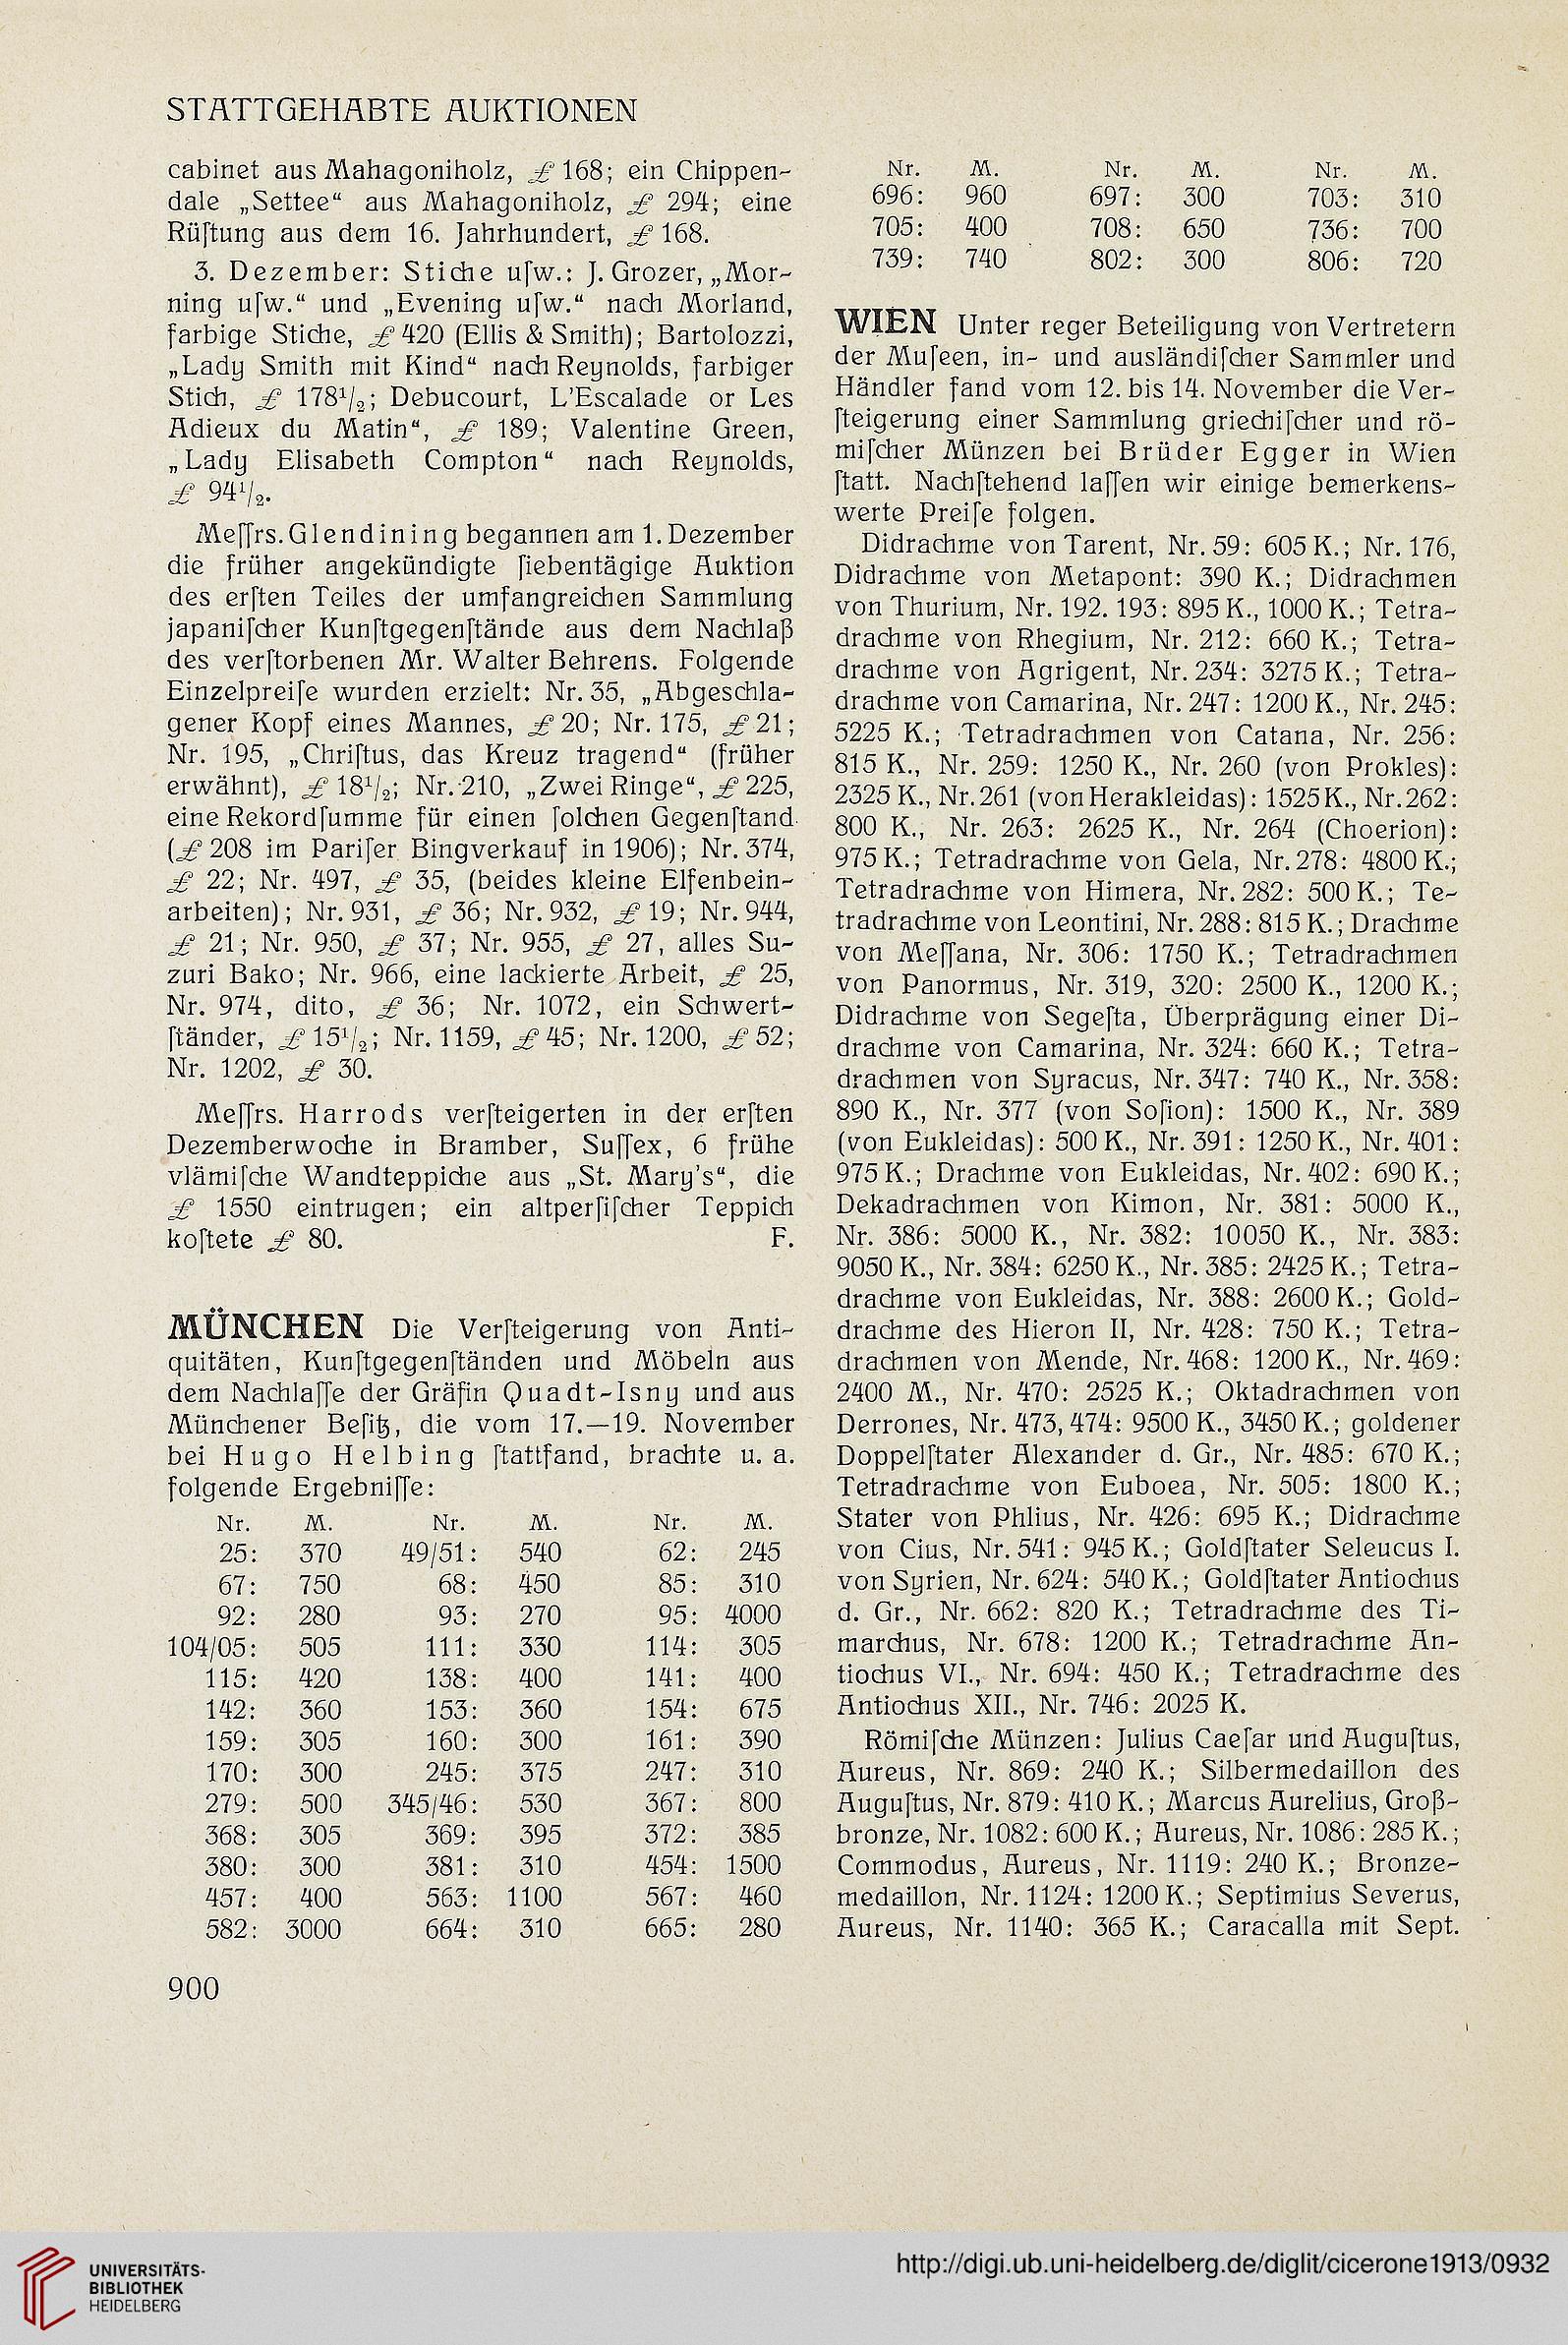 STATTGEHABTE AUKTIONEN
cabinet aus Mahagoniholz, £ 168; ein Chippen-
dale „Settee“ aus Mahagoniholz, £ 294; eine
Rüſtung aus dem 16. Jahrhundert, £ 168.
3. Dezember: Stiche uſw.: J. Grozer, „Mor-
ning uſw.“ und „Evening uſw.“ nach Morland,
farbige Stiche, £ 420 (Ellis & Smith); Bartolozzi,
„Lady Smith mit Kind“ nach Reynolds, farbiger
Stich, £ 178¹/₂; Debucourt, L'Escalade or Les
Adieux du Matin“, £ 189; Valentine Green,
„Lady Elisabeth Compton“ nach Reynolds,
£ 94¹/₂.
Meſſrs. Glendining begannen am 1. Dezember
die früher angekündigte ſiebentägige Auktion
des erſten Teiles der umfangreichen Sammlung
japaniſcher Kunſtgegenſtände aus dem Nachlaß
des verſtorbenen Mr. Walter Behrens. Folgende
Einzelpreiſe wurden erzielt: Nr. 35, „Abgeschla-
gener Kopf eines Mannes, £ 20; Nr. 175, £ 21;
Nr. 195, „Chriſtus, das Kreuz tragend“ (früher
erwähnt), £ 18¹/₂; Nr. 210, „Zwei Ringe“, £ 225,
eine Rekordſumme für einen ſolchen Gegenſtand
(£ 208 im Pariſer Bingverkauf in 1906); Nr. 374,
£ 22; Nr. 497, £ 35, (beides kleine Elfenbein-
arbeiten); Nr. 931, £ 36; Nr. 932, £ 19; Nr. 944,
£ 21; Nr. 950, £ 37; Nr. 955, £ 27, alles Su-
zuri Bako; Nr. 966, eine lackierte Arbeit, £ 25,
Nr. 974, dito, £ 36; Nr. 1072, ein Schwert-
ſtänder, £ 15¹/₂; Nr. 1159, £ 45; Nr. 1200, £ 52;
Nr. 1202, £ 30.
Meſſrs. Harrods verſteigerten in der erſten
Dezemberwoche in Bramber, Suſſex, 6 frühe
vlämiſche Wandteppiche aus „St. Mary's“, die
£ 1550 eintrugen; ein altperſiſcher Teppich
koſtete £ 80. F.
MÜNCHEN Die Verſteigerung von Anti-
quitäten, Kunſtgegenſtänden und Möbeln aus
dem Nachlaſſe der Gräfin Quadt-Isny und aus
Münchener Beſitz, die vom 17.—19. November
bei Hugo Helbing ſtattfand, brachte u. a.
folgende Ergebniſſe:
Nr. M. Nr. M. Nr. M.
25: 370 49/51: 540 62: 245
67: 750 68: 450 85: 310
92: 280 93: 270 95: 4000
104/05: 505 111: 330 114: 305
115: 420 138: 400 141: 400
142: 360 153: 360 154: 675
159: 305 160: 300 161: 390
170: 300 245: 375 247: 310
279: 500 345/46: 530 367: 800
368: 305 369: 395 372: 385
380: 300 381: 310 454: 1500
457: 400 563: 1100 567: 460
582: 3000 664: 310 665: 280
900
Nr. M. Nr. M. Nr. M.
696: 960 697: 300 703: 310
705: 400 708: 650 736: 700
739: 740 802: 300 806: 720
WIEN Unter reger Beteiligung von Vertretern
der Muſeen, in- und ausländiſcher Sammler und
Händler fand vom 12. bis 14. November die Ver-
ſteigerung einer Sammlung griechiſcher und rö-
miſcher Münzen bei Brüder Egger in Wien
ſtatt. Nachſtehend laſſen wir einige bemerkens-
werte Preiſe folgen.
Didrachme von Tarent, Nr. 59: 605 K.; Nr. 176,
Didrachme von Metapont: 390 K.; Didrachmen
von Thurium, Nr. 192. 193: 895 K., 1000 K.; Tetra-
drachme von Rhegium, Nr. 212: 660 K.; Tetra-
drachme von Agrigent, Nr. 234: 3275 K.; Tetra-
drachme von Camarina, Nr. 247: 1200 K., Nr. 245:
5225 K.; Tetradrachmen von Catana, Nr. 256:
815 K., Nr. 259: 1250 K., Nr. 260 (von Prokles):
2325 K., Nr. 261 (von Herakleidas): 1525 K., Nr. 262:
800 K., Nr. 263: 2625 K., Nr. 264 (Choerion):
975 K.; Tetradrachme von Gela, Nr. 278: 4800 K.;
Tetradrachme von Himera, Nr. 282: 500 K.; Te-
tradrachme von Leontini, Nr. 288: 815 K.; Drachme
von Meſſana, Nr. 306: 1750 K.; Tetradrachmen
von Panormus, Nr. 319, 320: 2500 K., 1200 K.;
Didrachme von Segeſta, Überprägung einer Di-
drachme von Camarina, Nr. 324: 660 K.; Tetra-
drachmen von Syracus, Nr. 347: 740 K., Nr. 358:
890 K., Nr. 377 (von Soſion): 1500 K., Nr. 389
(von Eukleidas): 500 K., Nr. 391: 1250 K., Nr. 401:
975 K.; Drachme von Eukleidas, Nr. 402: 690 K.;
Dekadrachmen von Kimon, Nr. 381: 5000 K.,
Nr. 386: 5000 K., Nr. 382: 10050 K., Nr. 383:
9050 K., Nr. 384: 6250 K., Nr. 385: 2425 K.; Tetra-
drachme von Eukleidas, Nr. 388: 2600 K.; Gold-
drachme des Hieron II, Nr. 428: 750 K.; Tetra-
drachmen von Mende, Nr. 468: 1200 K., Nr. 469:
2400 M., Nr. 470: 2525 K.; Oktadrachmen von
Derrones, Nr. 473, 474: 9500 K., 3450 K.; goldener
Doppelſtater Alexander d. Gr., Nr. 485: 670 K.;
Tetradrachme von Euboea, Nr. 505: 1800 K.;
Stater von Phlius, Nr. 426: 695 K.; Didrachme
von Cius, Nr. 541: 945 K.; Goldſtater Seleucus I.
von Syrien, Nr. 624: 540 K.; Goldſtater Antiochus
d. Gr., Nr. 662: 820 K.; Tetradrachme des Ti-
marchus, Nr. 678: 1200 K.; Tetradrachme An-
tiochus VI., Nr. 694: 450 K.; Tetradrachme des
Antiochus XII., Nr. 746: 2025 K.
Römiſche Münzen: Julius Caeſar und Auguſtus,
Aureus, Nr. 869: 240 K.; Silbermedaillon des
Auguſtus, Nr. 879: 410 K.; Marcus Aurelius, Groß-
bronze, Nr. 1082: 600 K.; Aureus, Nr. 1086: 285 K.;
Commodus, Aureus, Nr. 1119: 240 K.; Bronze-
medaillon, Nr. 1124: 1200 K.; Septimius Severus,
Aureus, Nr. 1140: 365 K.; Caracalla mit Sept.
UNIVERSITÄTS-
BIBLIOTHEK
HEIDELBERG
http://digi.ub.uni-heidelberg.de/diglit/cicerone1913/0932